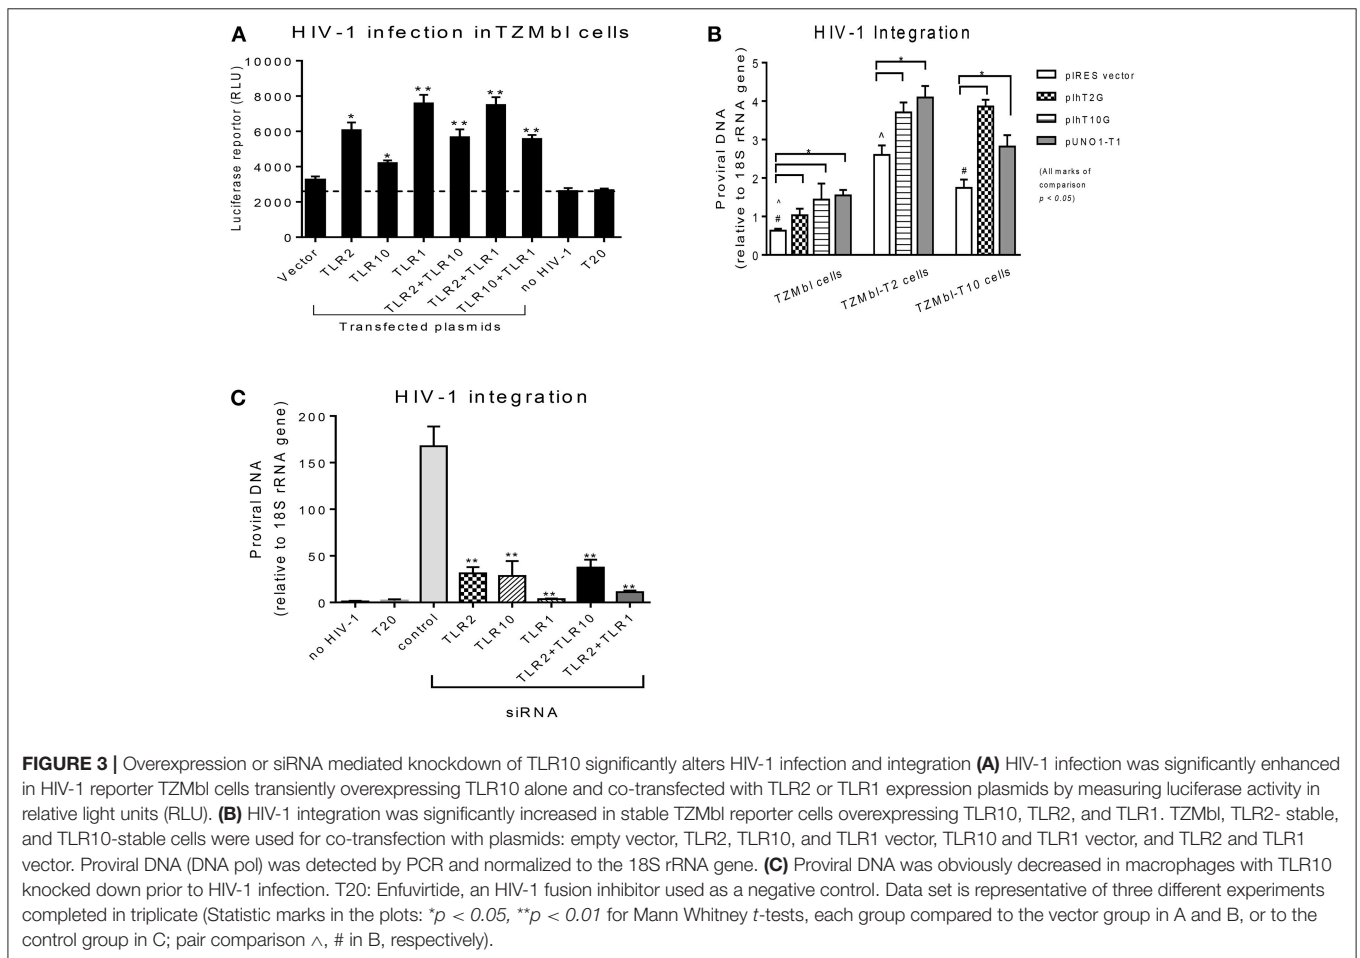 A
HIV-1 infection in TZMbl cells
Luciferase reportor (RLU)
10000
8000
6000
4000
2000
0
*
*
**
**
**
**
Vector
TLR2
TLR10
TLR1
TLR2+TLR10
TLR2+TLR1
TLR10+TLR1
no HIV-1
T20
Transfected plasmids
B
HIV-1 Integration
Proviral DNA
(relative to 18S rRNA gene)
5
4
3
2
1
0
*
*
*
^
#
^
#
TZMbl cells
TZMbl-T2 cells
TZMbl-T10 cells
pIRES vector
pIhT2G
pIhT10G
pUNO1-T1
(All marks of
comparison
p < 0.05)
C
HIV-1 integration
Proviral DNA
(relative to 18S rRNA gene)
200
150
100
50
0
**
**
**
**
**
no HIV-1
T20
control
TLR2
TLR10
TLR1
TLR2+TLR10
TLR2+TLR1
siRNA
FIGURE 3 | Overexpression or siRNA mediated knockdown of TLR10 significantly alters HIV-1 infection and integration (A) HIV-1 infection was significantly enhanced
in HIV-1 reporter TZMbl cells transiently overexpressing TLR10 alone and co-transfected with TLR2 or TLR1 expression plasmids by measuring luciferase activity in
relative light units (RLU). (B) HIV-1 integration was significantly increased in stable TZMbl reporter cells overexpressing TLR10, TLR2, and TLR1. TZMbl, TLR2- stable,
and TLR10-stable cells were used for co-transfection with plasmids: empty vector, TLR2, TLR10, and TLR1 vector, TLR10 and TLR1 vector, and TLR2 and TLR1
vector. Proviral DNA (DNA pol) was detected by PCR and normalized to the 18S rRNA gene. (C) Proviral DNA was obviously decreased in macrophages with TLR10
knocked down prior to HIV-1 infection. T20: Enfuvirtide, an HIV-1 fusion inhibitor used as a negative control. Data set is representative of three different experiments
completed in triplicate (Statistic marks in the plots: *p < 0.05, **p < 0.01 for Mann Whitney t-tests, each group compared to the vector group in A and B, or to the
control group in C; pair comparison ∧, # in B, respectively).